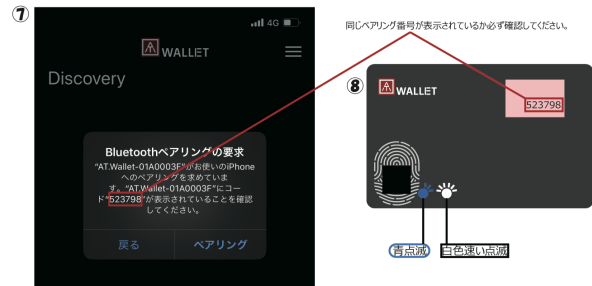 ⑦
4G
AT WALLET
Discovery
Bluetoothペアリングの要求
"AT.Wallet-01A0003F"がお使いのiPhone
へのペアリングを求めていま
す。"AT.Wallet-01A0003F"にコー
ド"523798"が表示されていることを確認
してください。
戻る ペアリング
同じペアリング番号が表示されているか必ず確認してください。
⑧
AT WALLET
523798
青点滅 白色速い点滅